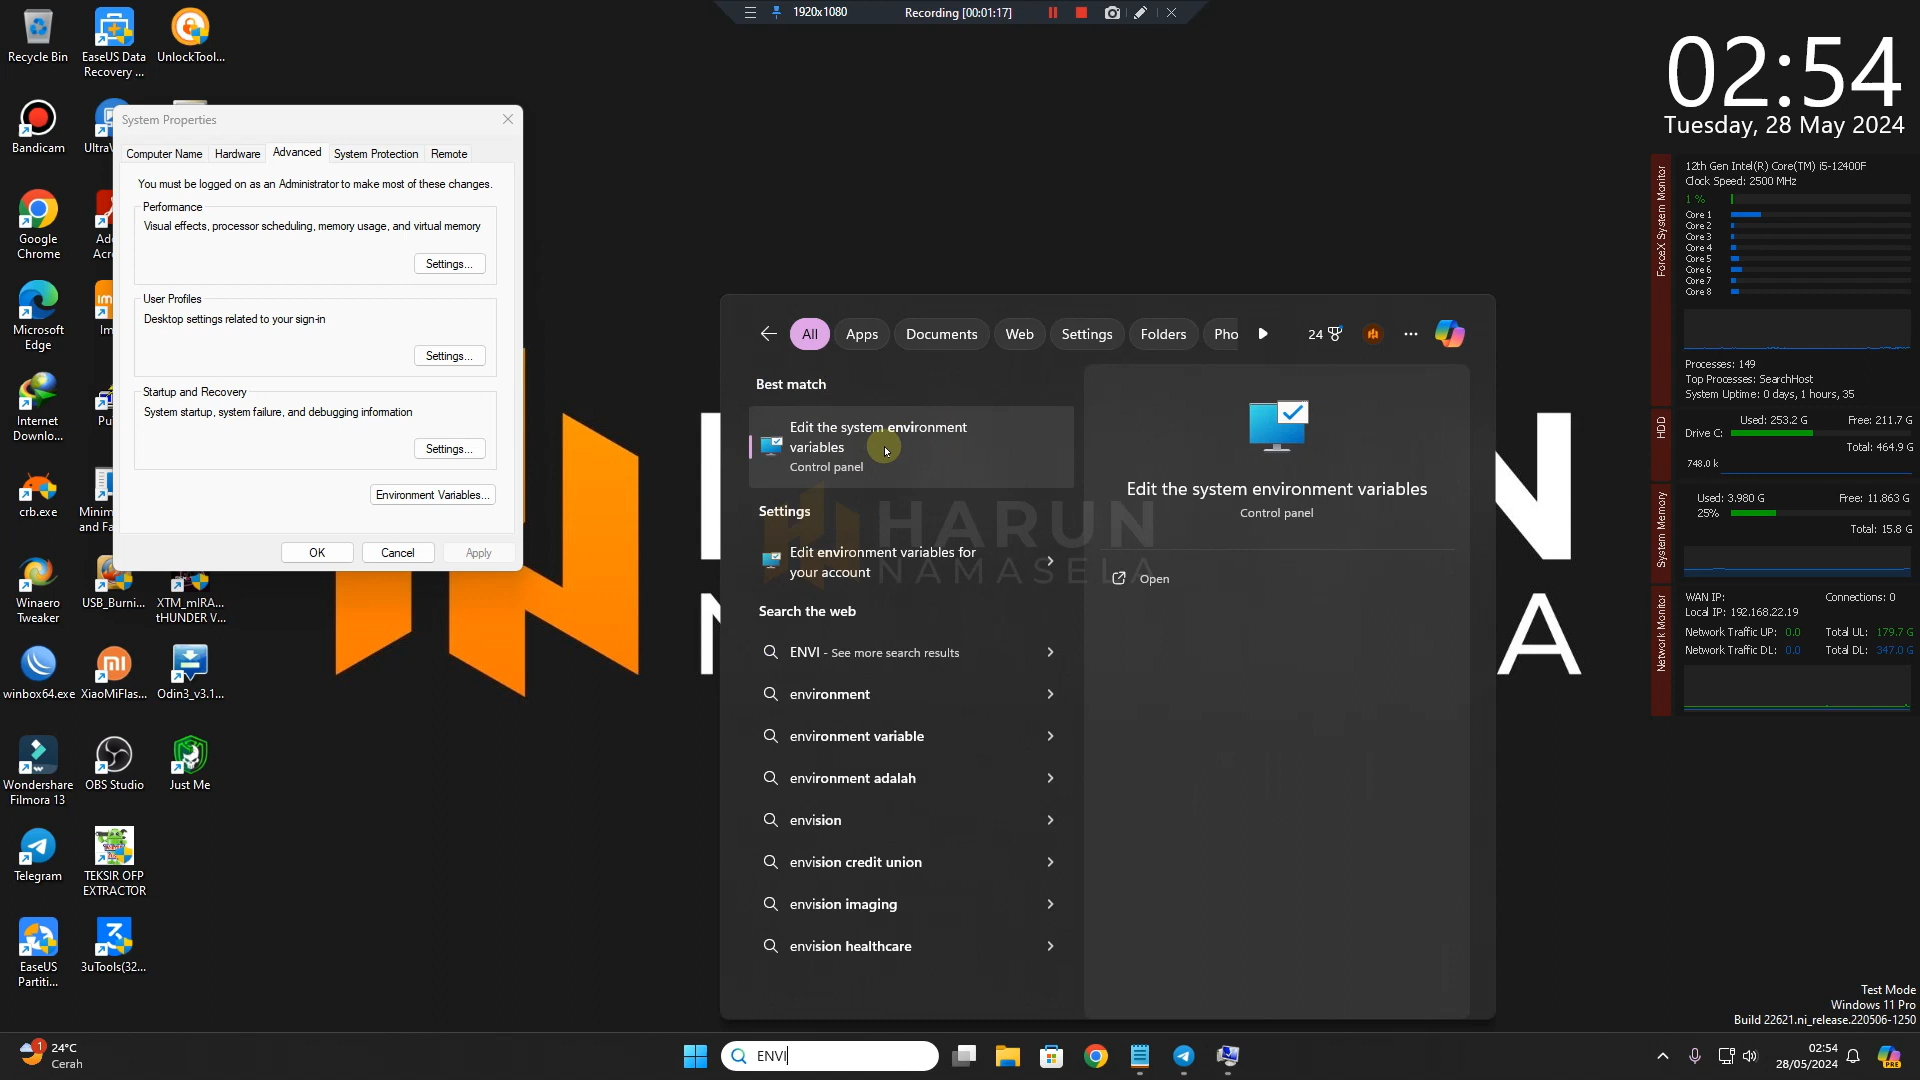 1920x1080
Recording [00:01:17]
Recycle Bin
EaseUS Data
Recovery ...
UnlockTool...
Bandicam
UltraV
Google
Chrome
Microsoft
Edge
Internet
Downlo...
crb.exe
Minim
and Fa
Winaero
Tweaker
USB_Burni...
XTM_mIRA...
tHUNDER V...
winbox64.exe
XiaoMiFlas...
Odin3_v3.1...
Wondershare
Filmora 13
OBS Studio
Just Me
Telegram
TEKSIR OFP
EXTRACTOR
EaseUS
Partiti...
3uTools(32...
System Properties
Computer Name
Hardware
Advanced
System Protection
Remote
You must be logged on as an Administrator to make most of these changes.
Performance
Visual effects, processor scheduling, memory usage, and virtual memory
Settings...
User Profiles
Desktop settings related to your sign-in
Settings...
Startup and Recovery
System startup, system failure, and debugging information
Settings...
Environment Variables...
OK
Cancel
Apply
All
Apps
Documents
Web
Settings
Folders
Pho
24
Best match
Edit the system environment
variables
Control panel
Settings
Edit environment variables for
your account
Search the web
ENVI - See more search results
environment
environment variable
environment adalah
envision
envision credit union
envision imaging
envision healthcare
Edit the system environment variables
Control panel
Open
HARUN
NAMASELA
02:54
Tuesday, 28 May 2024
ForceX System Monitor
12th Gen Intel(R) Core(TM) i5-12400F
Clock Speed: 2500 MHz
1 %
Core 1
Core 2
Core 3
Core 4
Core 5
Core 6
Core 7
Core 8
Processes: 149
Top Processes: SearchHost
System Uptime: 0 days, 1 hours, 35
HDD
Used: 253.2 G
Free: 211.7 G
Drive C:
Total: 464.9 G
748.0 k
System Memory
Used: 3.980 G
Free: 11.863 G
25%
Total: 15.8 G
Network Monitor
WAN IP:
Connections: 0
Local IP: 192.168.22.19
Network Traffic UP: 0.0
Total UL: 179.7 G
Network Traffic DL: 0.0
Total DL: 347.0 G
Test Mode
Windows 11 Pro
Build 22621.ni_release.220506-1250
1
24°C
Cerah
ENVI
02:54
28/05/2024
PRE